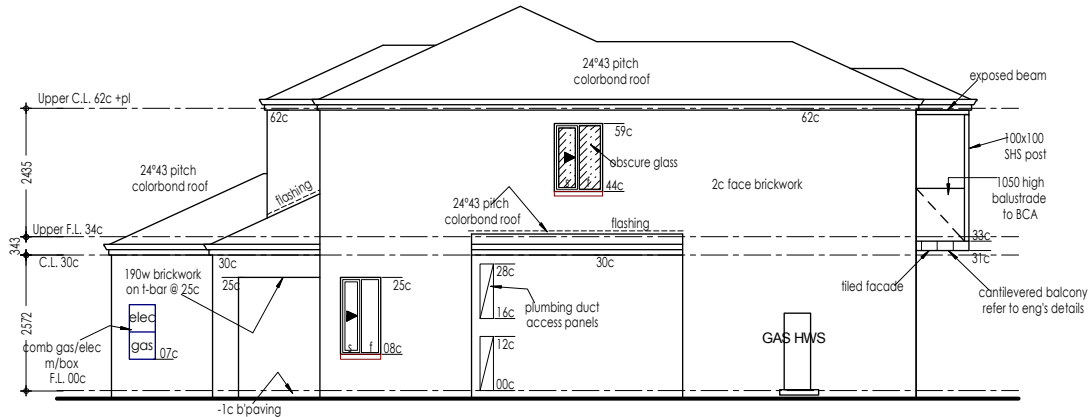 24°43 pitch
colorbond roof
exposed beam
Upper C.L. 62c +pl
62c
62c
59c
100x100
SHS post
obscure glass
24°43 pitch
colorbond roof
flashing
2435
44c
2c face brickwork
1050 high
balustrade
to BCA
24°43 pitch
colorbond roof
flashing
Upper F.L. 34c
33c
343
C.L. 30c
30c
30c
31c
190w brickwork
on t-bar @ 25c
25c
25c
28c
tiled facade
cantilevered balcony
refer to eng's details
plumbing duct
access panels
16c
elec
gas
2572
12c
GAS HWS
comb gas/elec
m/box
07c
s
f
08c
F.L. 00c
00c
-1c b'paving